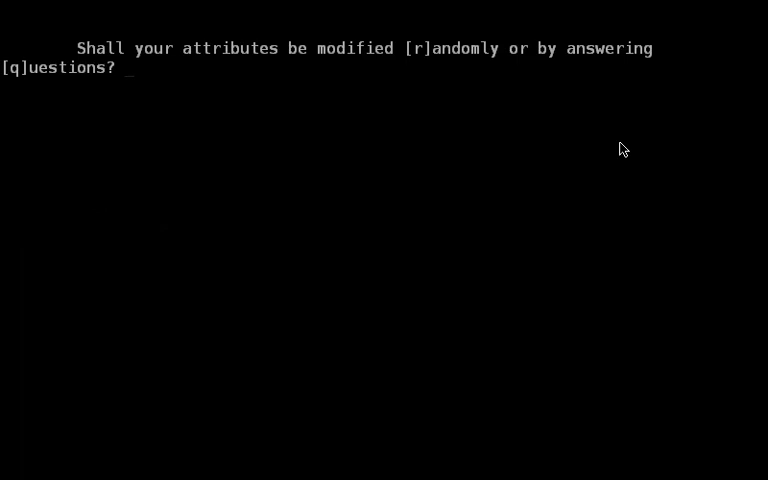 Shall your attributes be modified [r]andomly or by answering
[q]uestions? _